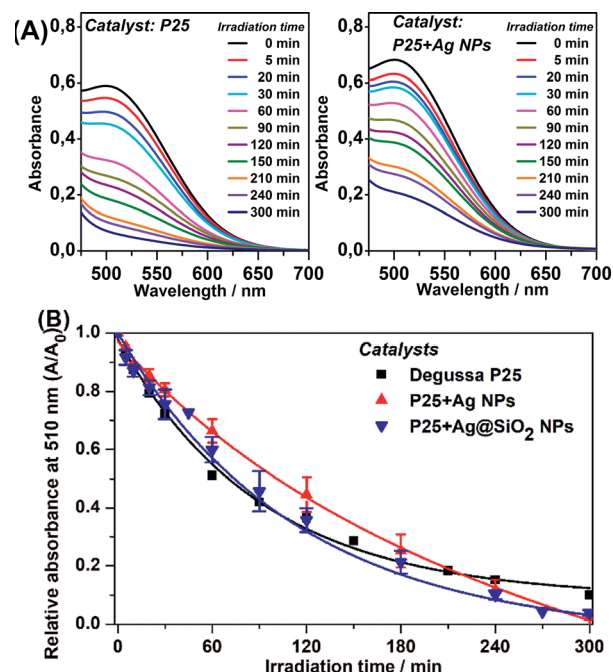 (A)
Catalyst: P25
Irradiation time
0 min
5 min
20 min
30 min
60 min
90 min
120 min
150 min
210 min
240 min
300 min
Absorbance
0,8
0,6
0,4
0,2
0,0
500 550 600 650 700
Wavelength / nm
Catalyst:
P25+Ag NPs
Irradiation time
0 min
5 min
20 min
30 min
60 min
90 min
120 min
150 min
210 min
240 min
300 min
Absorbance
0,8
0,6
0,4
0,2
0,0
500 550 600 650 700
Wavelength / nm
(B)
Relative absorbance at 510 nm (A/A0)
1.0
0.8
0.6
0.4
0.2
0.0
Catalysts
Degussa P25
P25+Ag NPs
P25+Ag@SiO2 NPs
0 60 120 180 240 300
Irradiation time / min